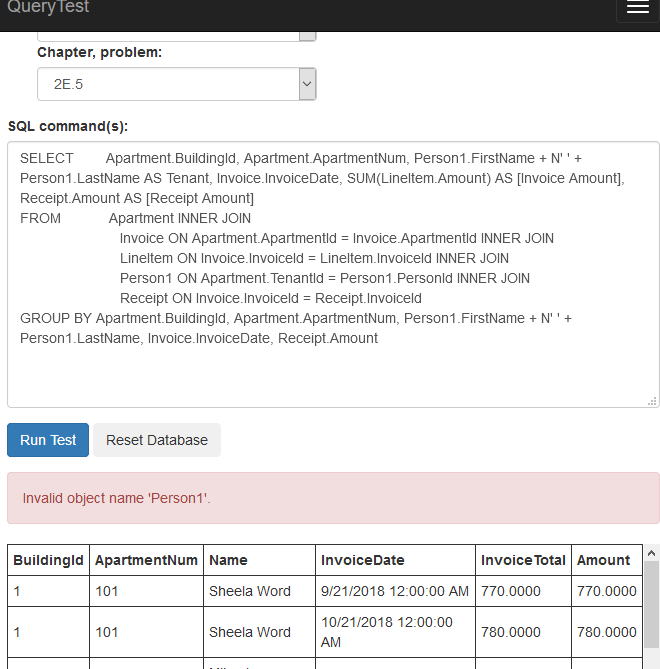 QueryTest
Chapter, problem:
2E.5
SQL command(s):
SELECT Apartment.BuildingId, Apartment.ApartmentNum, Person1.FirstName + N' ' +
Person1.LastName AS Tenant, Invoice.InvoiceDate, SUM(LineItem.Amount) AS [Invoice Amount],
Receipt.Amount AS [Receipt Amount]
FROM Apartment INNER JOIN
Invoice ON Apartment.ApartmentId = Invoice.ApartmentId INNER JOIN
LineItem ON Invoice.InvoiceId = LineItem.InvoiceId INNER JOIN
Person1 ON Apartment.TenantId = Person1.PersonId INNER JOIN
Receipt ON Invoice.InvoiceId = Receipt.InvoiceId
GROUP BY Apartment.BuildingId, Apartment.ApartmentNum, Person1.FirstName + N' ' +
Person1.LastName, Invoice.InvoiceDate, Receipt.Amount
Run Test Reset Database
Invalid object name 'Person1'.
BuildingId ApartmentNum Name InvoiceDate InvoiceTotal Amount
1 101 Sheela Word 9/21/2018 12:00:00 AM 770.0000 770.0000
1 101 Sheela Word 10/21/2018 12:00:00 AM 780.0000 780.0000